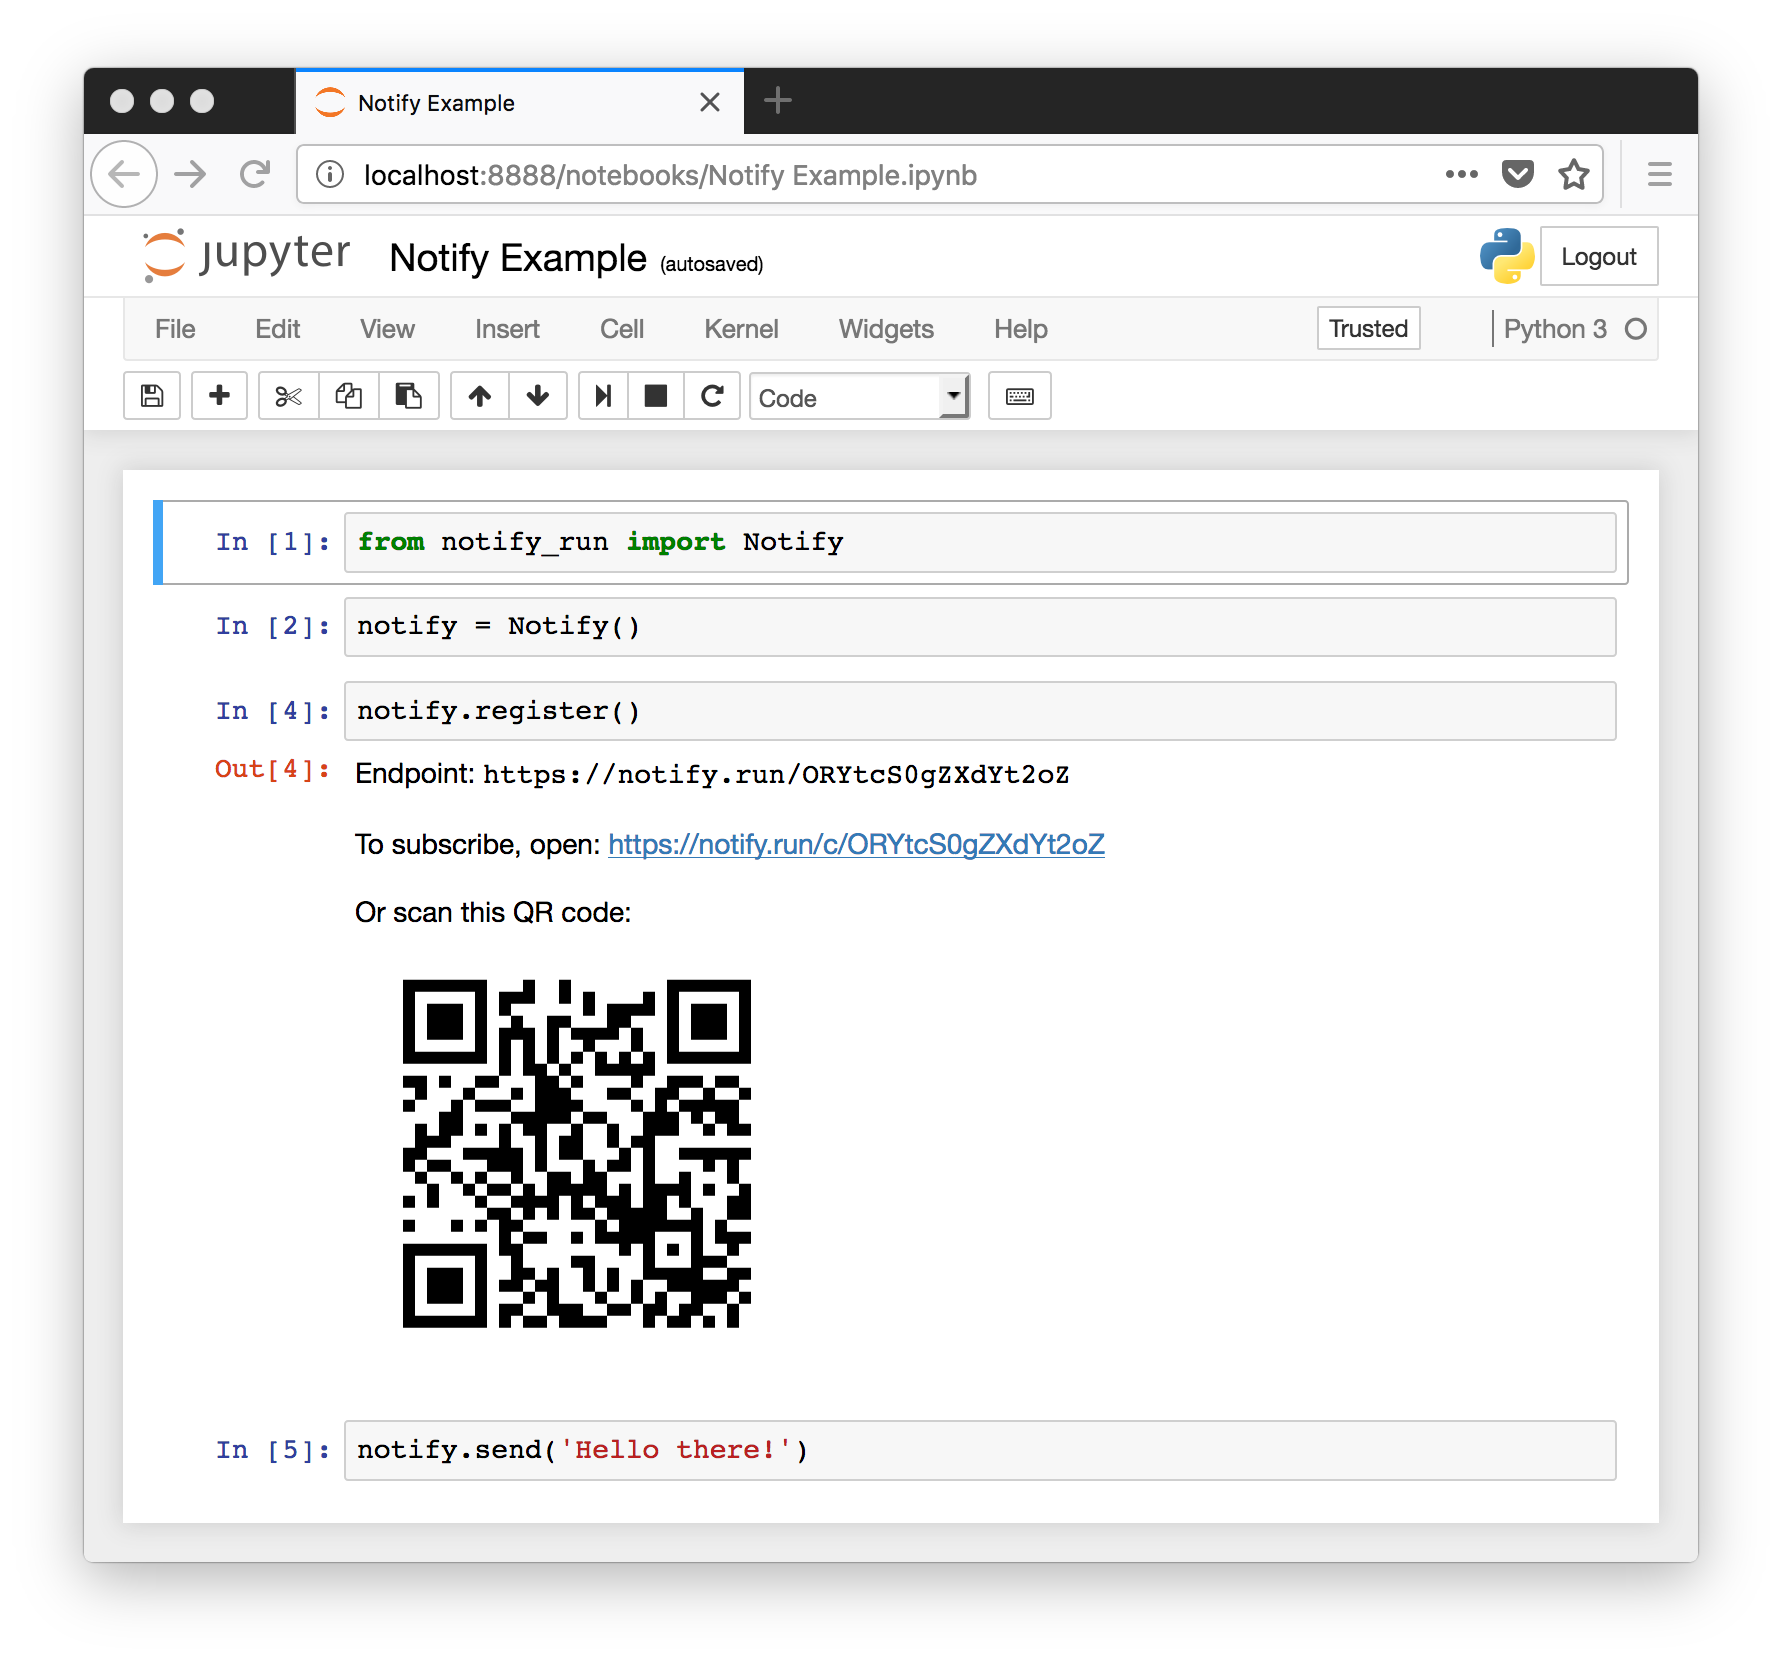 Notify Example
localhost:8888/notebooks/Notify Example.ipynb
jupyter Notify Example (autosaved) Logout
File Edit View Insert Cell Kernel Widgets Help Trusted Python 3
Code
In [1]: from notify_run import Notify
In [2]: notify = Notify()
In [4]: notify.register()
Out[4]: Endpoint: https://notify.run/ORYtcS0gZXdYt2oZ
To subscribe, open: https://notify.run/c/ORYtcS0gZXdYt2oZ
Or scan this QR code:
In [5]: notify.send('Hello there!')